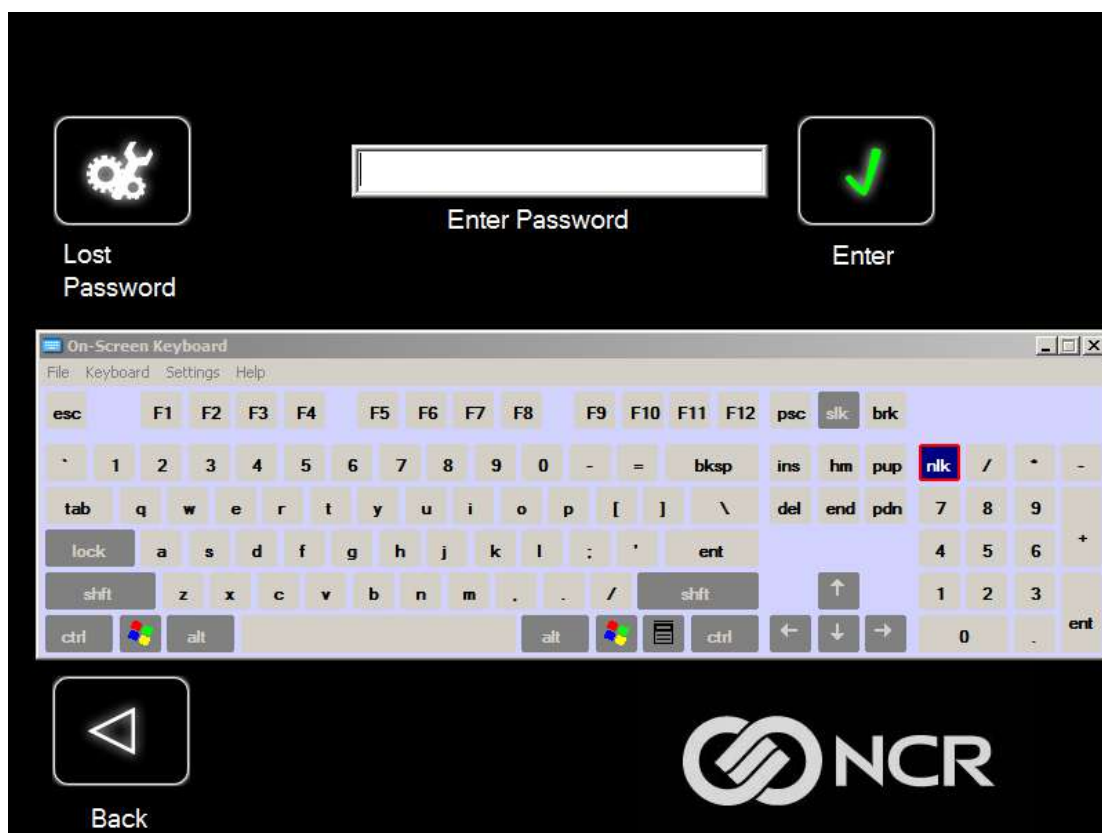 Enter Password
Lost
Password
Enter
On-Screen Keyboard
File Keyboard Settings Help
esc F1 F2 F3 F4 F5 F6 F7 F8 F9 F10 F11 F12 psc slk brk
` 1 2 3 4 5 6 7 8 9 0 - = bksp ins hm pup nlk / * -
tab q w e r t y u i o p [ ] \ del end pdn 7 8 9 +
lock a s d f g h j k l ; ' ent 4 5 6
shft z x c v b n m , . / shft ↑ 1 2 3 ent
ctrl alt alt ctrl ← ↓ → 0 .
NCR
Back